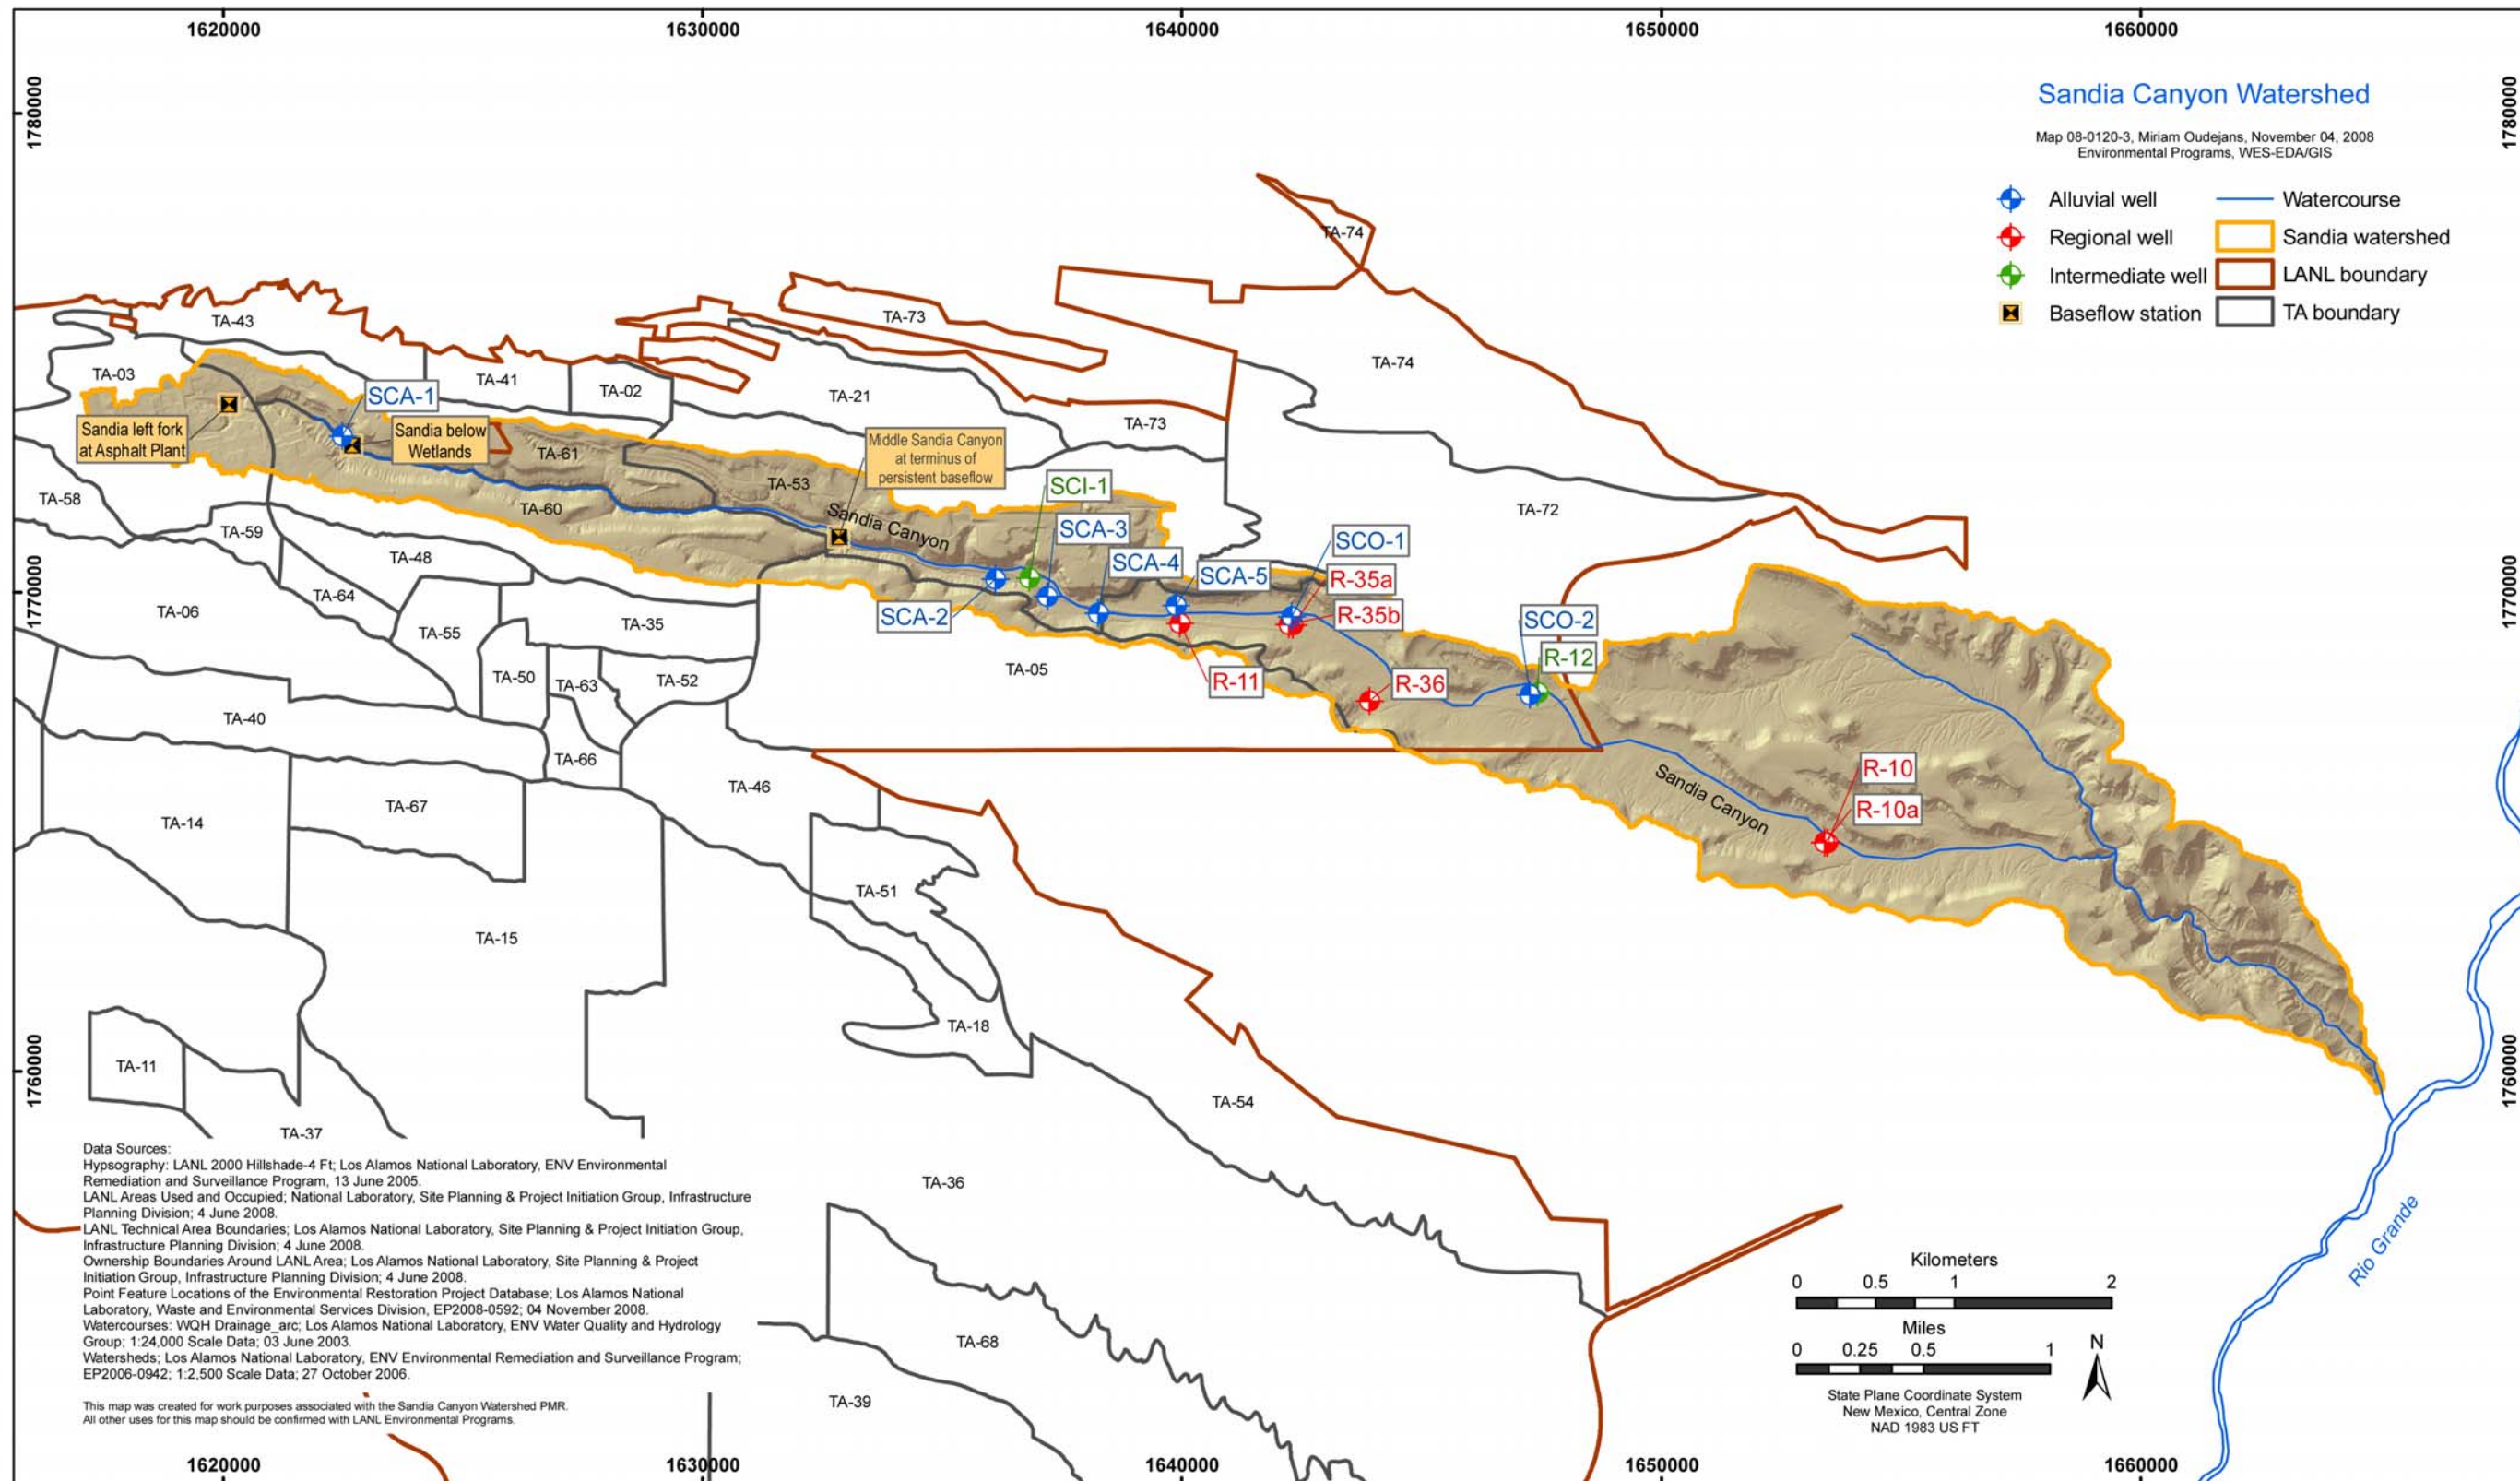 1620000
1630000
1640000
1650000
1660000
1780000
1780000
Sandia Canyon Watershed
Map 08-0120-3, Miriam Oudejans, November 04, 2008
Environmental Programs, WES-EDA/GIS
Alluvial well
Watercourse
Regional well
Sandia watershed
Intermediate well
LANL boundary
Baseflow station
TA boundary
TA-74
TA-43
TA-73
TA-74
TA-03
TA-41
TA-02
TA-21
TA-73
SCA-1
Sandia left fork
at Asphalt Plant
Sandia below
Wetlands
TA-61
Middle Sandia Canyon
at terminus of
persistent baseflow
TA-53
SCI-1
TA-58
TA-60
Sandia Canyon
TA-72
TA-59
TA-48
SCA-3
SCO-1
SCA-4
SCA-5
R-35a
1770000
1770000
TA-64
TA-06
TA-55
TA-35
SCA-2
R-35b
SCO-2
R-12
TA-05
TA-50
TA-63
TA-52
R-11
R-36
TA-40
TA-66
TA-46
Sandia Canyon
R-10
R-10a
TA-67
TA-14
TA-51
TA-15
TA-18
1760000
1760000
TA-11
TA-54
TA-37
TA-36
Data Sources:
Hypsography: LANL 2000 Hillshade-4 Ft; Los Alamos National Laboratory, ENV Environmental
Remediation and Surveillance Program, 13 June 2005.
LANL Areas Used and Occupied; National Laboratory, Site Planning & Project Initiation Group, Infrastructure
Planning Division; 4 June 2008.
LANL Technical Area Boundaries; Los Alamos National Laboratory, Site Planning & Project Initiation Group,
Infrastructure Planning Division; 4 June 2008.
Ownership Boundaries Around LANL Area; Los Alamos National Laboratory, Site Planning & Project
Initiation Group, Infrastructure Planning Division; 4 June 2008.
Point Feature Locations of the Environmental Restoration Project Database; Los Alamos National
Laboratory, Waste and Environmental Services Division, EP2008-0592; 04 November 2008.
Watercourses: WQH Drainage_arc; Los Alamos National Laboratory, ENV Water Quality and Hydrology
Group; 1:24,000 Scale Data; 03 June 2003.
Watersheds; Los Alamos National Laboratory, ENV Environmental Remediation and Surveillance Program;
EP2006-0942; 1:2,500 Scale Data; 27 October 2006.
This map was created for work purposes associated with the Sandia Canyon Watershed PMR.
All other uses for this map should be confirmed with LANL Environmental Programs.
TA-68
TA-39
Rio Grande
Kilometers
0 0.5 1 2
Miles
0 0.25 0.5 1
N
State Plane Coordinate System
New Mexico, Central Zone
NAD 1983 US FT
1620000
1630000
1640000
1650000
1660000